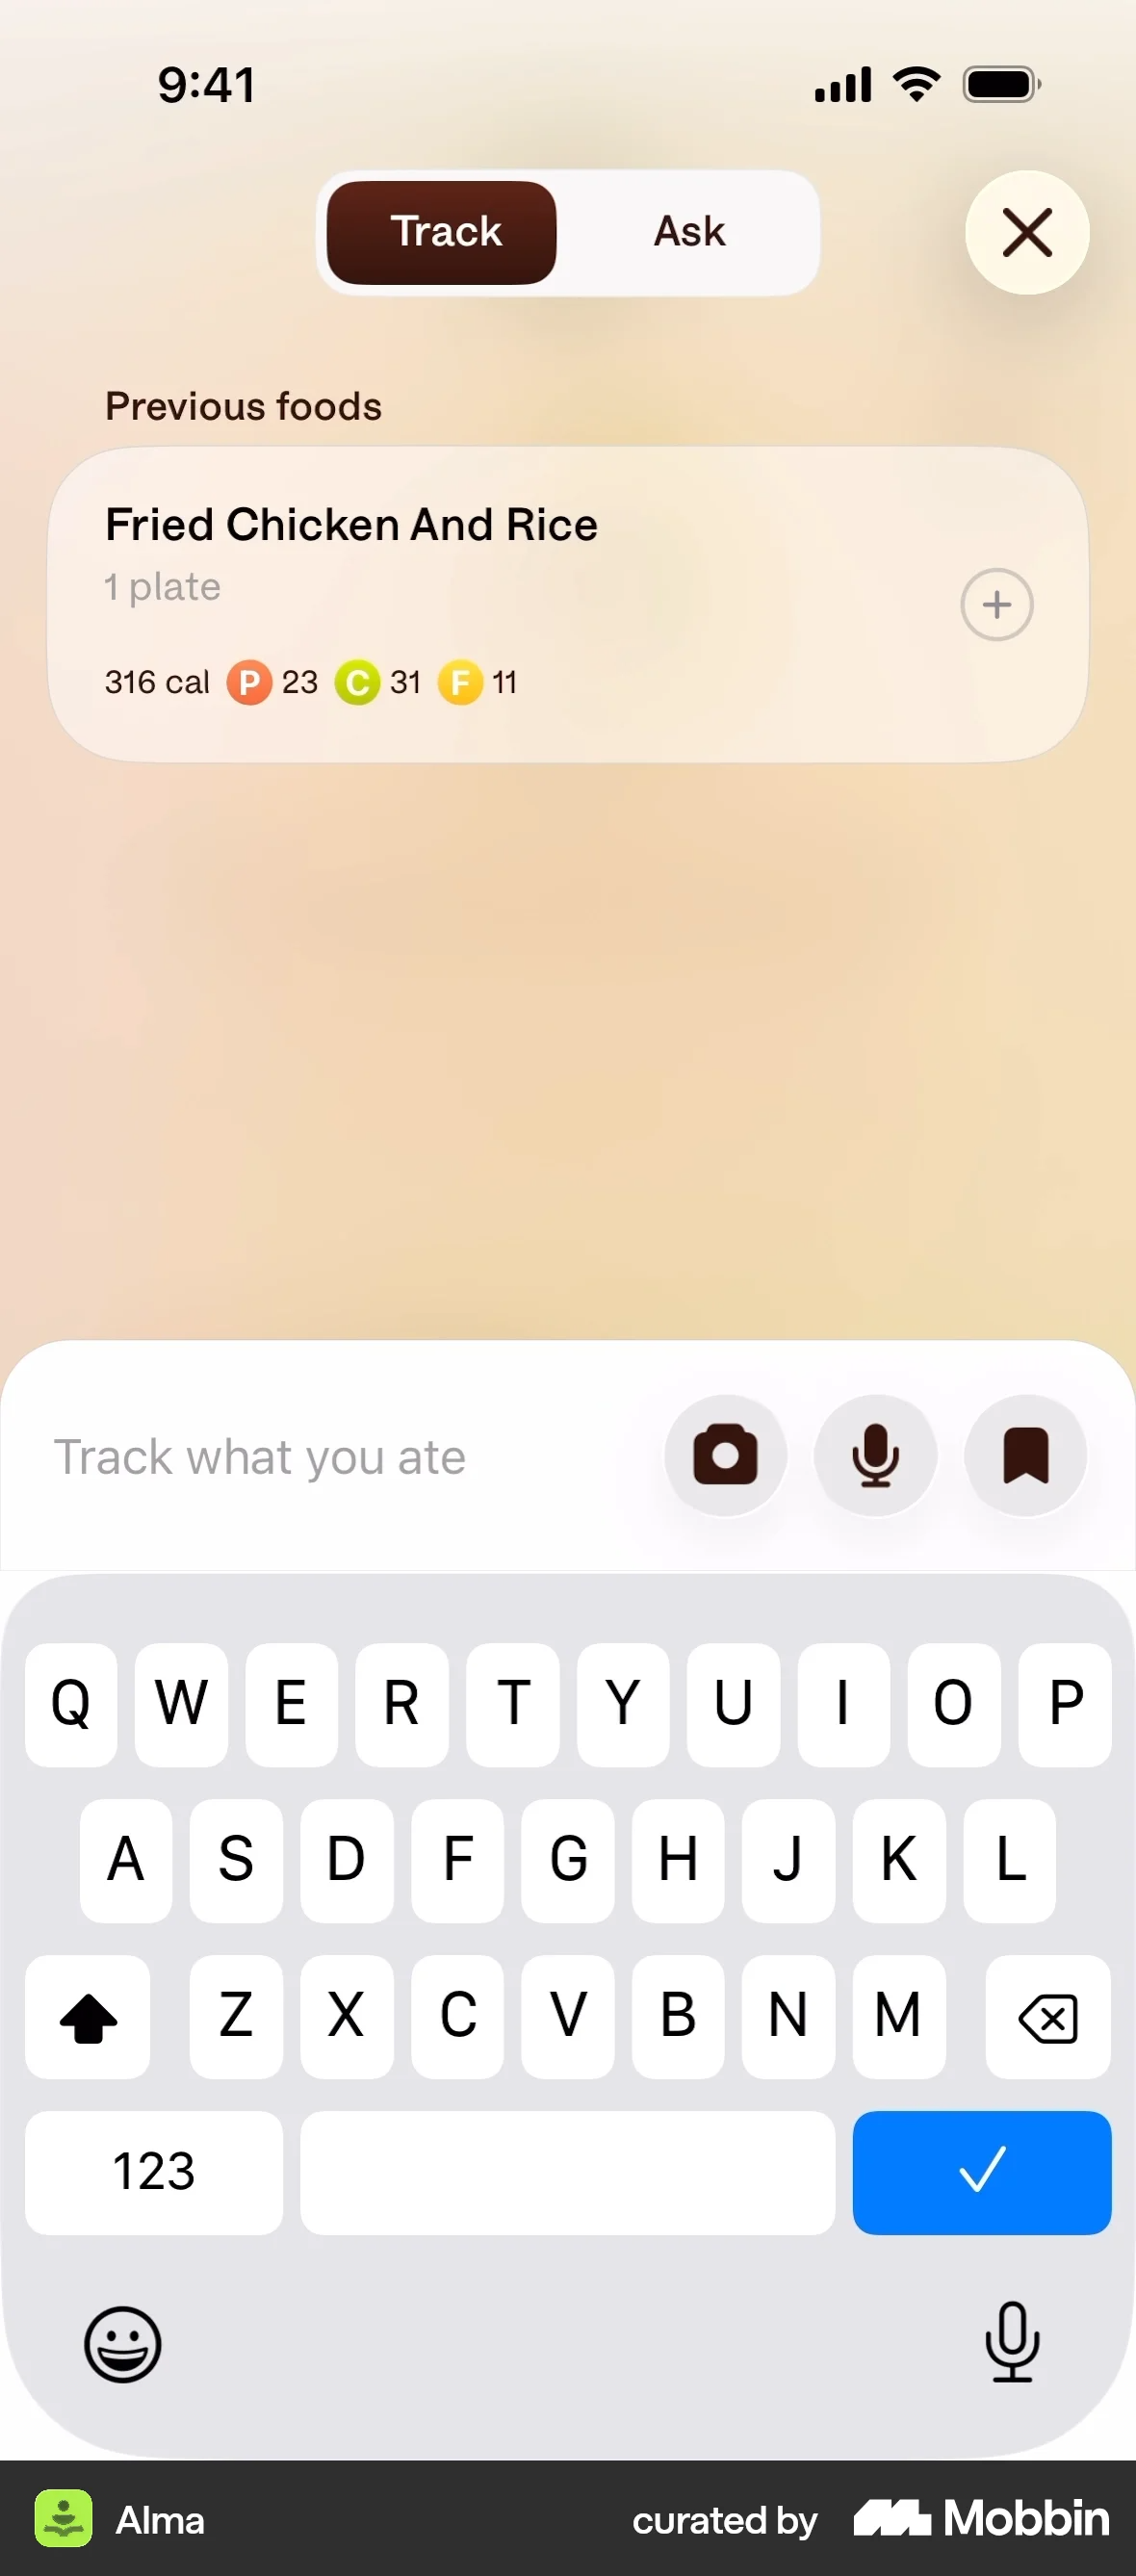 9:41
Track Ask
Previous foods
Fried Chicken And Rice
1 plate
316 cal P 23 C 31 F 11
Track what you ate
Q W E R T Y U I O P
A S D F G H J K L
Z X C V B N M
123
Alma curated by Mobbin